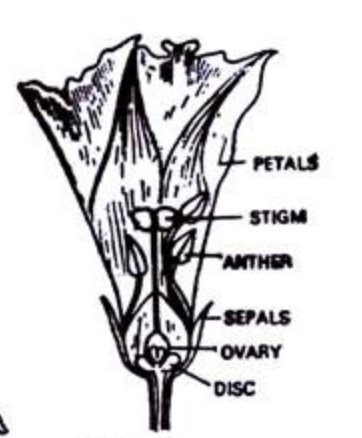 PETALS
STIGM
ANTHER
SEPALS
OVARY
DISC